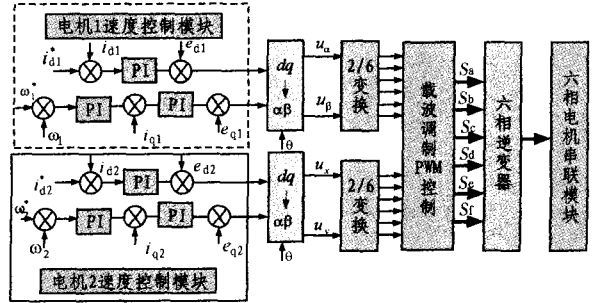 电机1速度控制模块
i*d1
id1
ed1
PI
ω*1
ω1
PI
PI
iq1
eq1
dq
αβ
θ
uα
uβ
2/6变换
i*d2
id2
ed2
PI
ω*2
ω2
PI
PI
iq2
eq2
电机2速度控制模块
dq
αβ
θ
ux
2/6变换
载波调制PWM控制
Sa
Sb
Sc
Sd
Se
Sf
六相逆变器
六相电机串联模块